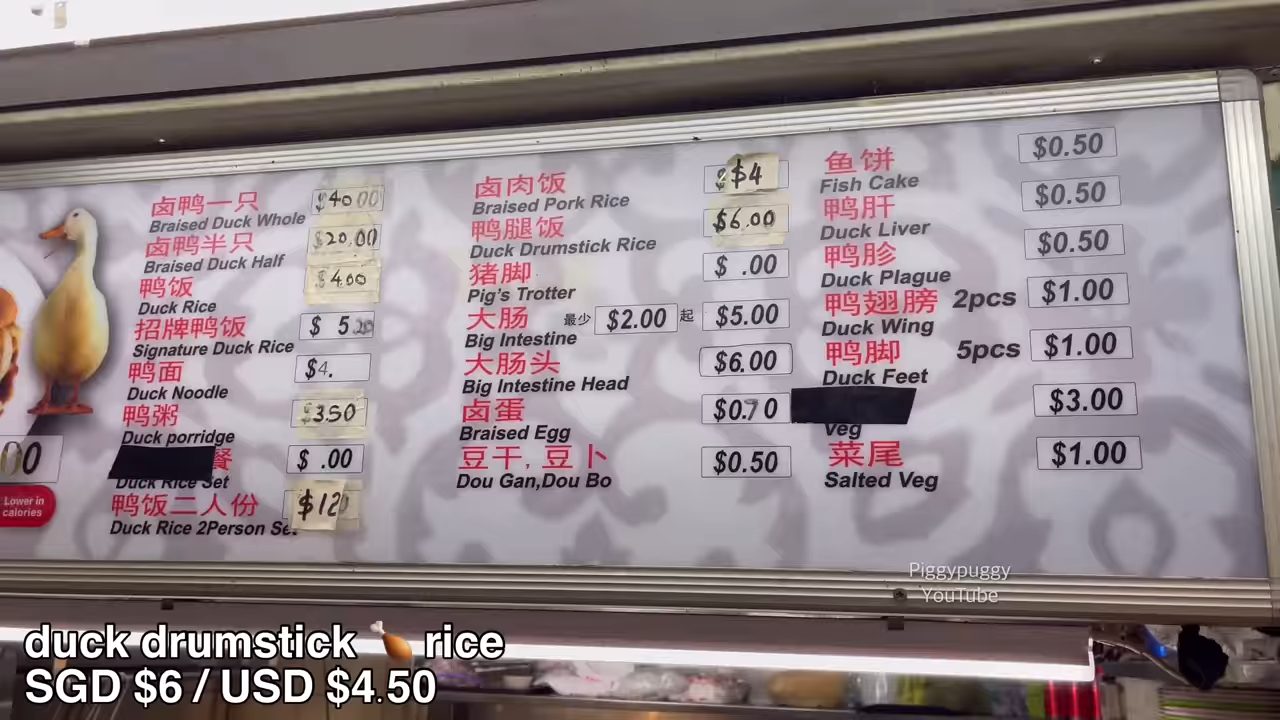 卤鸭一只 $40.00
Braised Duck Whole
卤鸭半只 $20.00
Braised Duck Half
鸭饭 $4.00
Duck Rice
招牌鸭饭 $ 5
Signature Duck Rice
鸭面 $4.
Duck Noodle
鸭粥 $3.50
Duck porridge
餐 $ .00
Duck Rice Set
鸭饭二人份 $12
Duck Rice 2Person Set
00
Lower in
calories
卤肉饭 $4
Braised Pork Rice
鸭腿饭 $6.00
Duck Drumstick Rice
猪脚 $ .00
Pig's Trotter
大肠 最少 $2.00 起 $5.00
Big Intestine
大肠头 $6.00
Big Intestine Head
卤蛋 $0.70
Braised Egg
豆干,豆卜 $0.50
Dou Gan,Dou Bo
鱼饼 $0.50
Fish Cake
鸭肝 $0.50
Duck Liver
鸭胗 $0.50
Duck Plague
鸭翅膀 2pcs $1.00
Duck Wing
鸭脚 5pcs $1.00
Duck Feet
$3.00
Veg
菜尾 $1.00
Salted Veg
Piggypuggy
YouTube
duck drumstick 🍗 rice
SGD $6 / USD $4.50